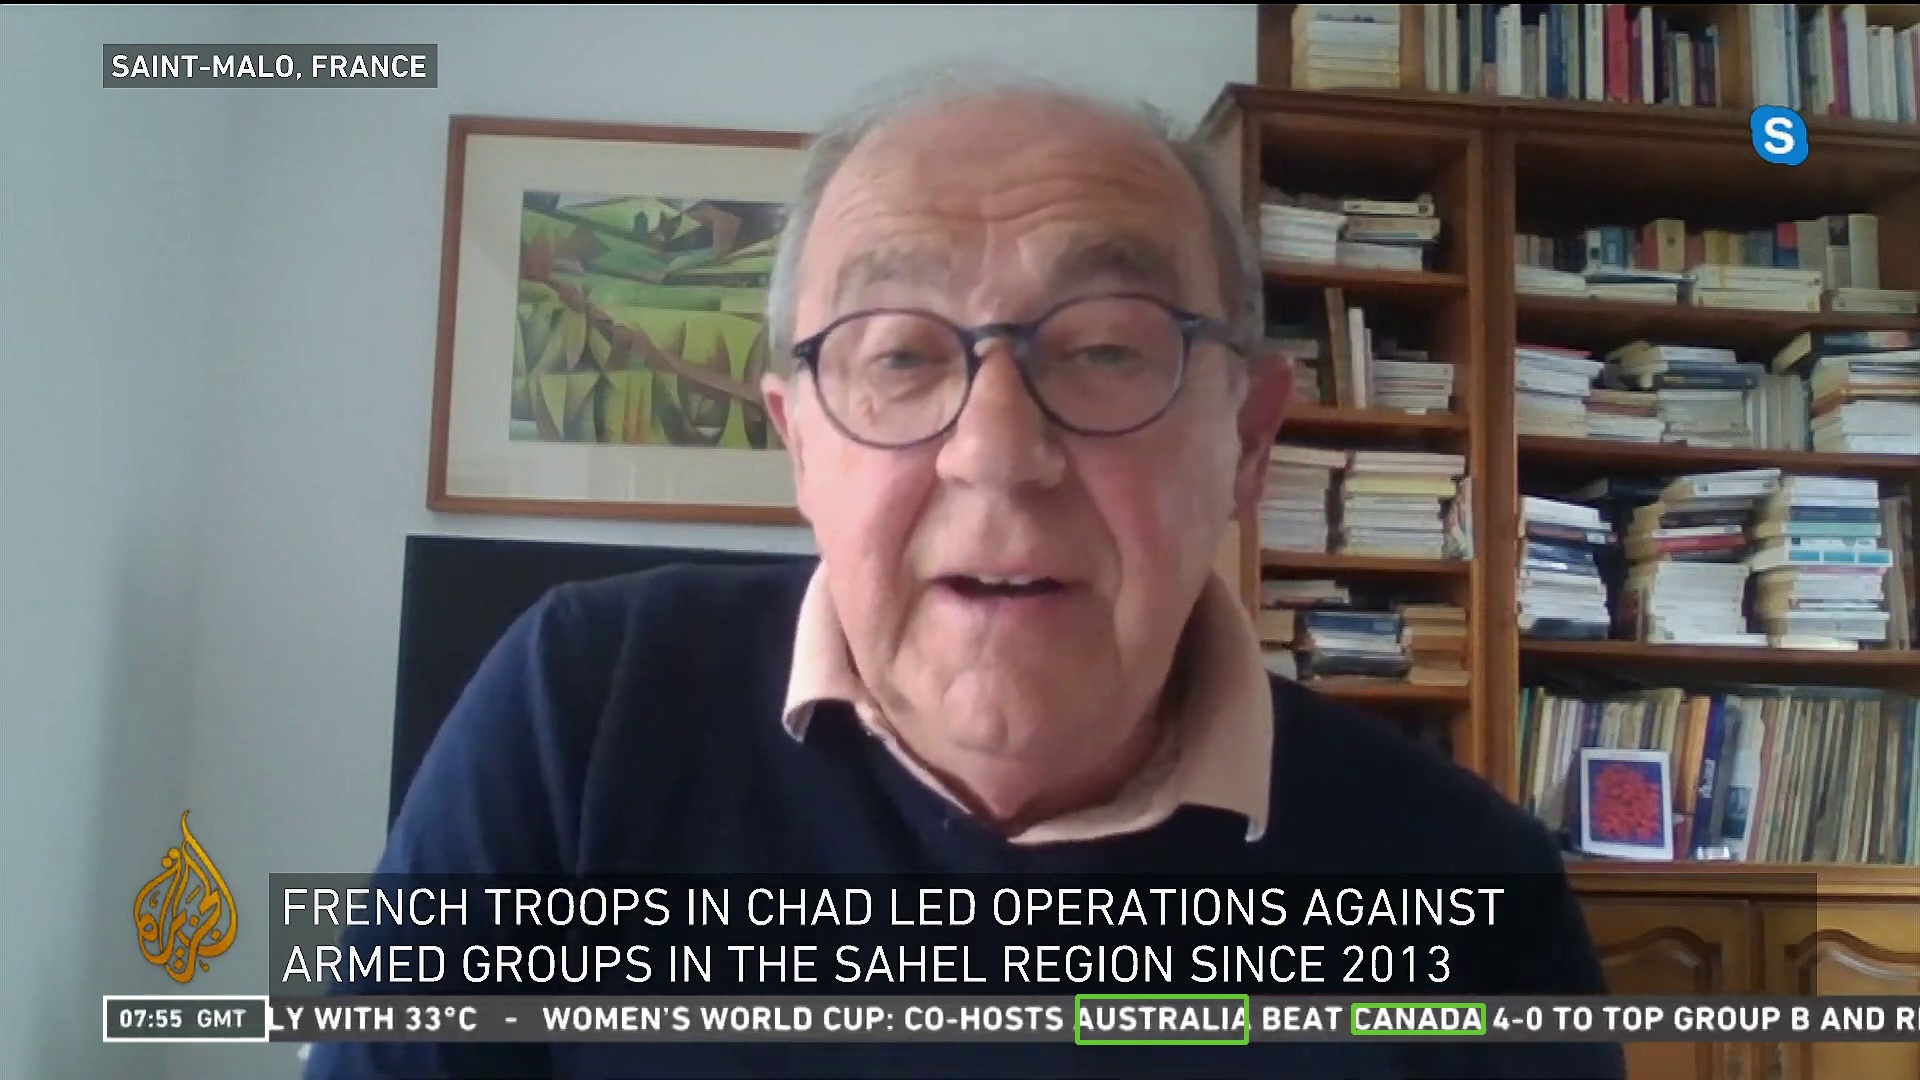 SAINT-MALO, FRANCE
S
FRENCH TROOPS IN CHAD LED OPERATIONS AGAINST
ARMED GROUPS IN THE SAHEL REGION SINCE 2013
الجزيرة
07:55 GMT LY WITH 33°C - WOMEN'S WORLD CUP: CO-HOSTS AUSTRALIA BEAT CANADA 4-0 TO TOP GROUP B AND